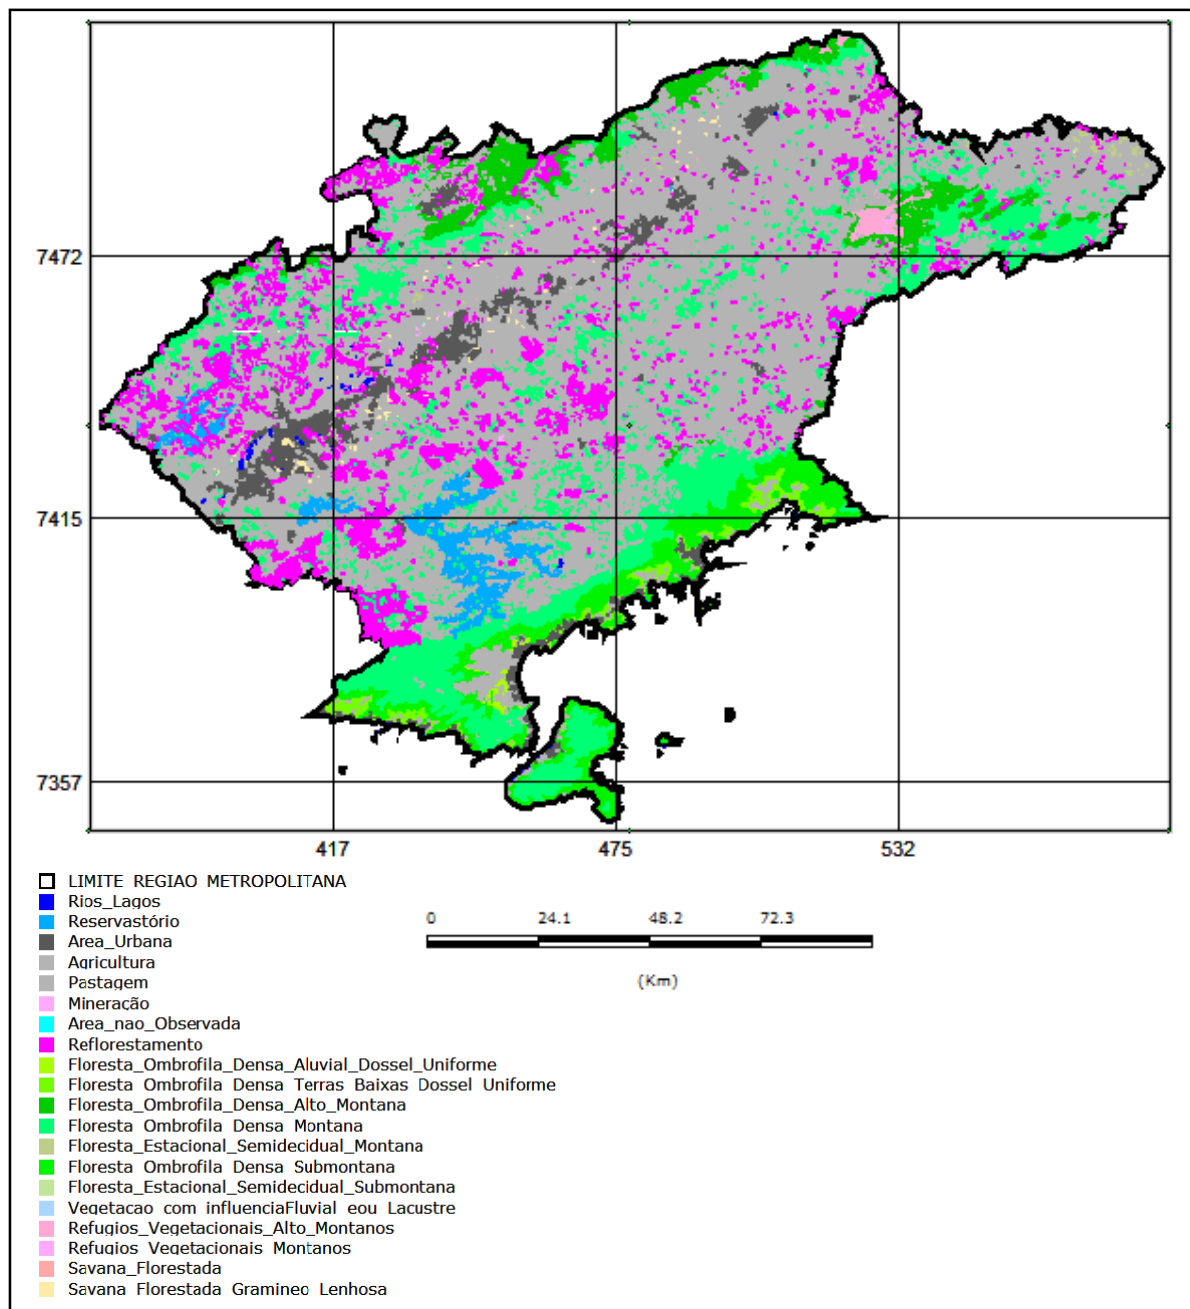 7472
7415
7357
417 475 532
LIMITE REGIAO METROPOLITANA
Rios_Lagos
Reservastório
Area_Urbana
Agricultura
Pastagem
Mineração
Area_nao_Observada
Reflorestamento
Floresta_Ombrofila_Densa_Aluvial_Dossel_Uniforme
Floresta Ombrofila Densa Terras Baixas Dossel Uniforme
Floresta_Ombrofila_Densa_Alto_Montana
Floresta Ombrofila Densa Montana
Floresta_Estacional_Semidecidual_Montana
Floresta Ombrofila Densa Submontana
Floresta_Estacional_Semidecidual_Submontana
Vegetacao com influenciaFluvial eou Lacustre
Refugios_Vegetacionais_Alto_Montanos
Refugios Vegetacionais Montanos
Savana_Florestada
Savana Florestada Gramineo Lenhosa
0 24.1 48.2 72.3
(Km)